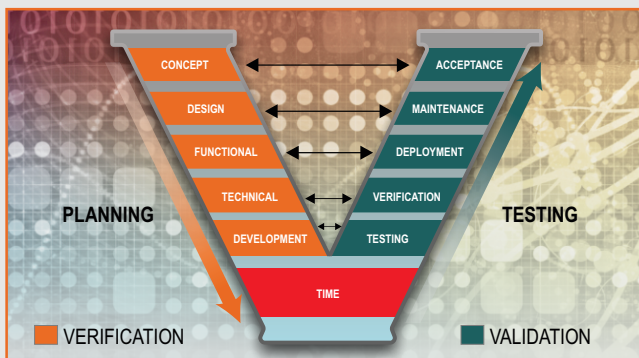 CONCEPT
ACCEPTANCE
DESIGN
MAINTENANCE
FUNCTIONAL
DEPLOYMENT
TECHNICAL
VERIFICATION
PLANNING
TESTING
DEVELOPMENT
TESTING
TIME
VERIFICATION
VALIDATION